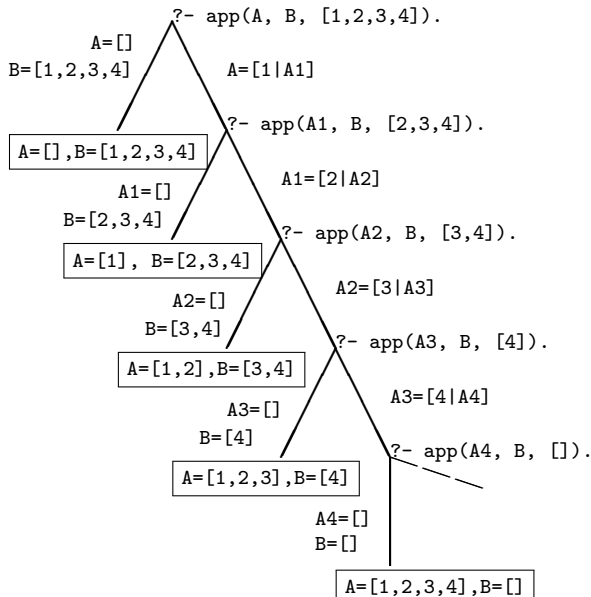 ?- app(A, B, [1,2,3,4]).
A=[]
B=[1,2,3,4]
A=[1|A1]
?- app(A1, B, [2,3,4]).
A=[],B=[1,2,3,4]
A1=[2|A2]
A1=[]
B=[2,3,4]
?- app(A2, B, [3,4]).
A=[1], B=[2,3,4]
A2=[3|A3]
A2=[]
B=[3,4]
?- app(A3, B, [4]).
A=[1,2],B=[3,4]
A3=[4|A4]
A3=[]
B=[4]
?- app(A4, B, []).
A=[1,2,3],B=[4]
A4=[]
B=[]
A=[1,2,3,4],B=[]